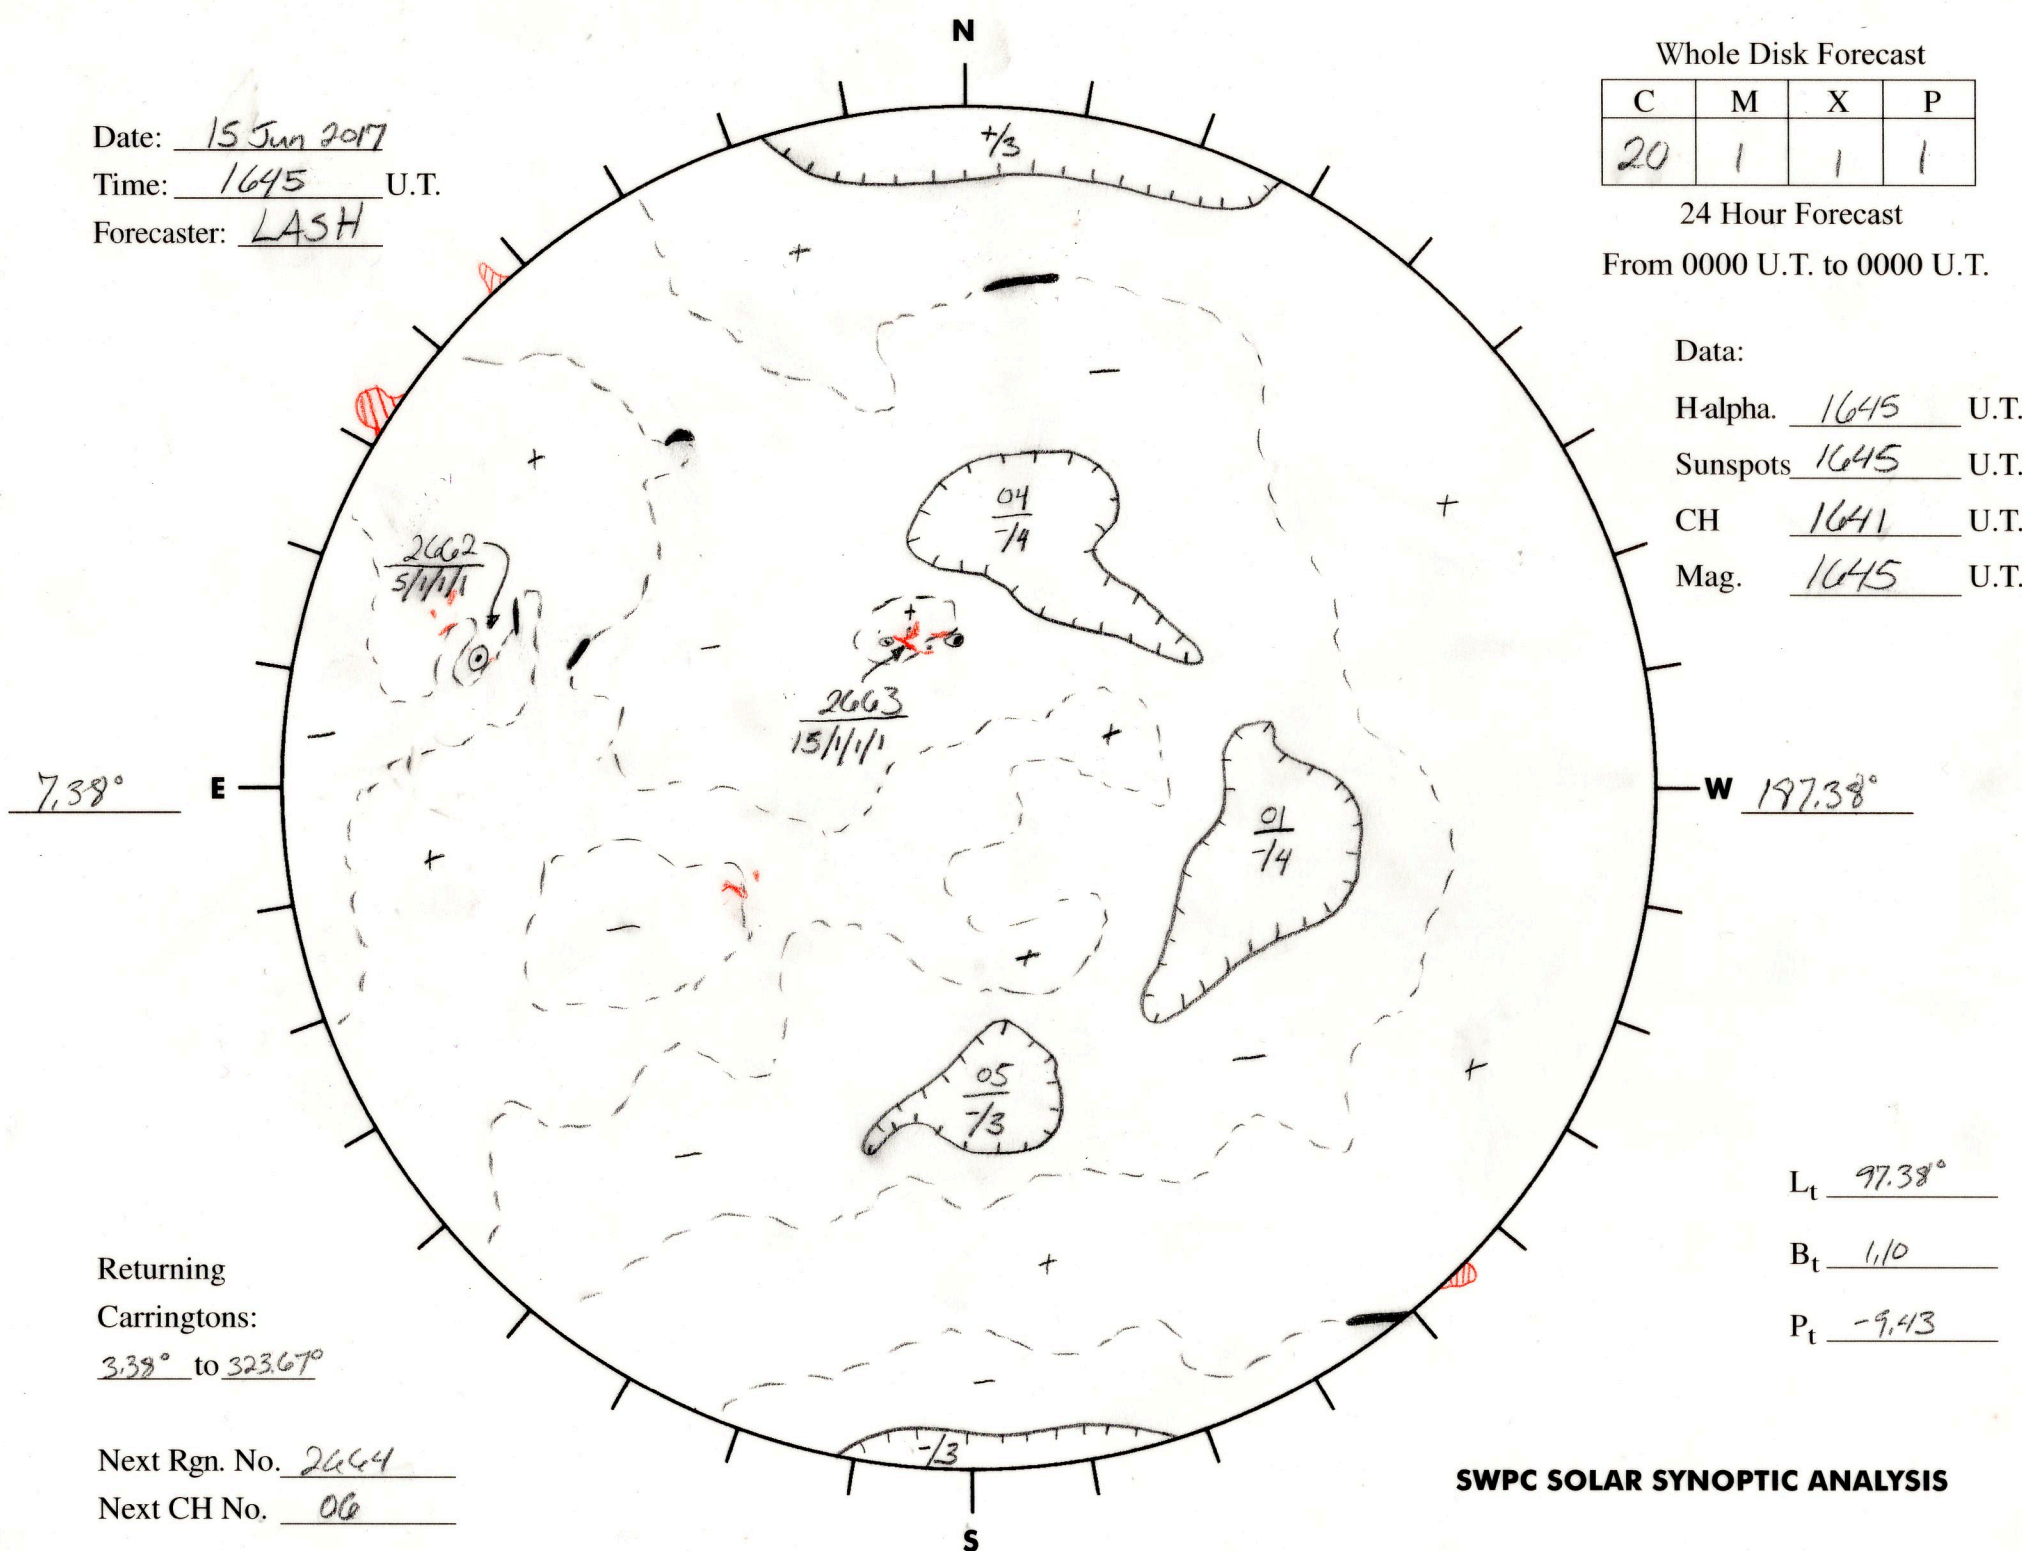 N
Whole Disk Forecast
C M X P
20 1 1 1
24 Hour Forecast
From 0000 U.T. to 0000 U.T.
Date: 15 Jun 2017
Time: 1645 U.T.
Forecaster: LASH
+/3
+
−
Data:
H-alpha. 1645 U.T.
Sunspots 1645 U.T.
CH 1641 U.T.
Mag. 1645 U.T.
+
04
-/4
+
2662
5/1/1/1
+
−
2663
15/1/1/1
+
−
7.38° E
W 187.38°
01
-/4
+
−
+
05
-/3
−
+
−
Lt 97.38°
Bt 1.10
Pt -9.43
+
Returning
Carringtons:
3.38° to 323.67°
−
-/3
Next Rgn. No. 2664
Next CH No. 06
SWPC SOLAR SYNOPTIC ANALYSIS
S